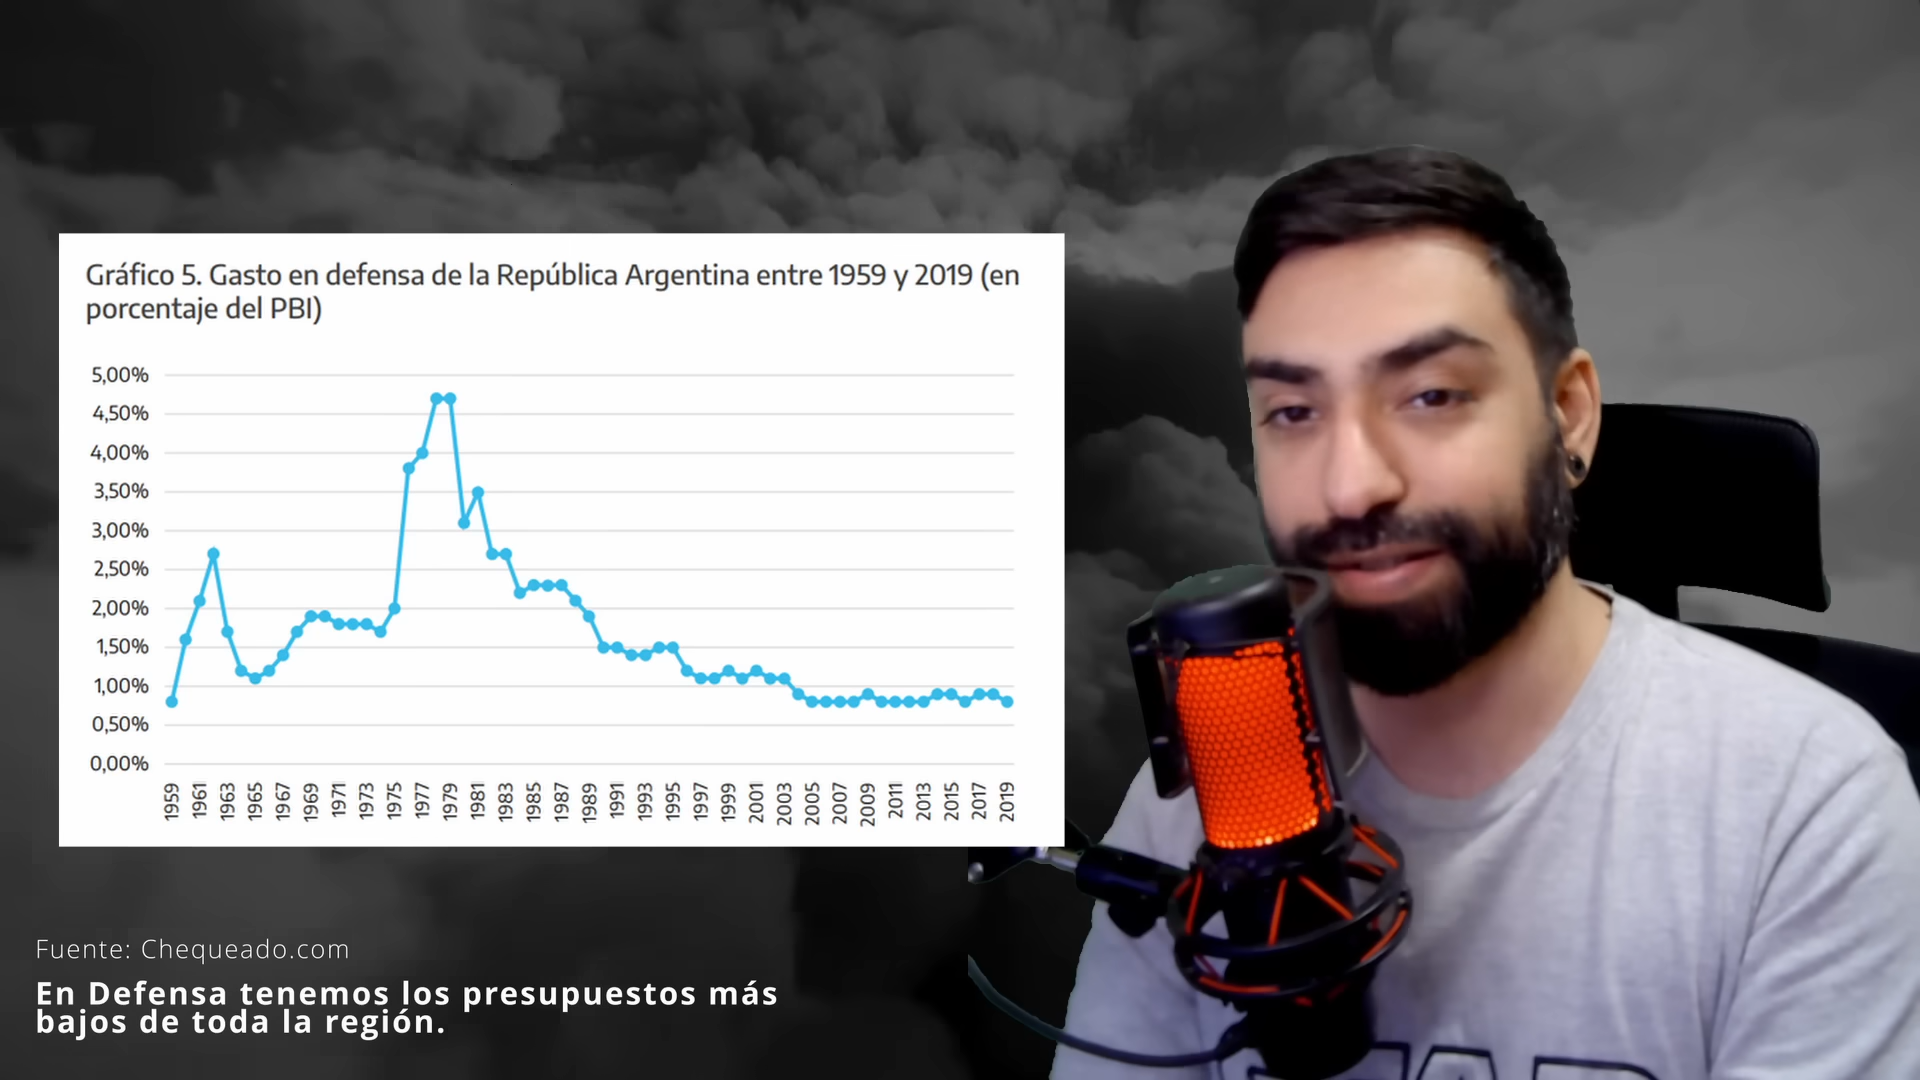 Gráfico 5. Gasto en defensa de la República Argentina entre 1959 y 2019 (en
porcentaje del PBI)
5,00%
4,50%
4,00%
3,50%
3,00%
2,50%
2,00%
1,50%
1,00%
0,50%
0,00%
1959 1961 1963 1965 1967 1969 1971 1973 1975 1977 1979 1981 1983 1985 1987 1989 1991 1993 1995 1997 1999 2001 2003 2005 2007 2009 2011 2013 2015 2017 2019
Fuente: Chequeado.com
En Defensa tenemos los presupuestos más
bajos de toda la región.